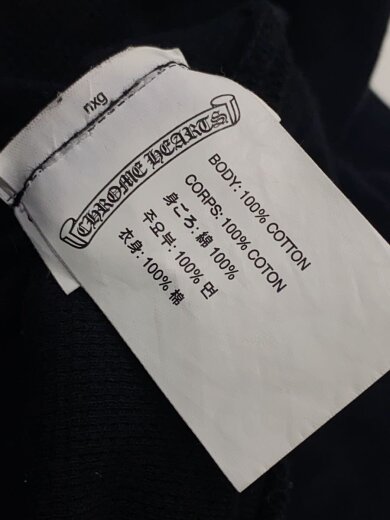 nxg
CHROME HEARTS
BODY: 100% COTTON
CORPS: 100% COTON
身ごろ: 綿 100%
주요부: 100% 면
衣身: 100% 棉